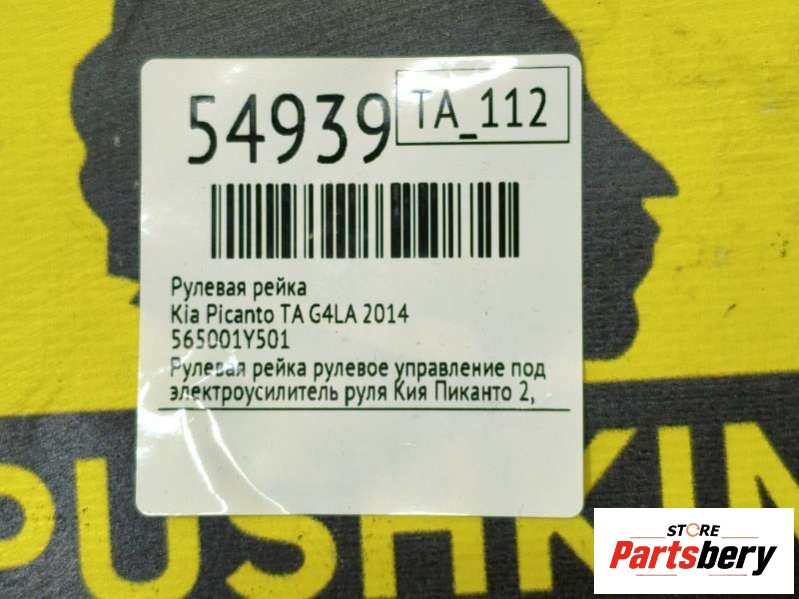 54939
TA_112
Рулевая рейка
Kia Picanto TA G4LA 2014
565001Y501
Рулевая рейка рулевое управление под
электроусилитель руля Кия Пиканто 2,
PUSHKIN
STORE
Partsbery